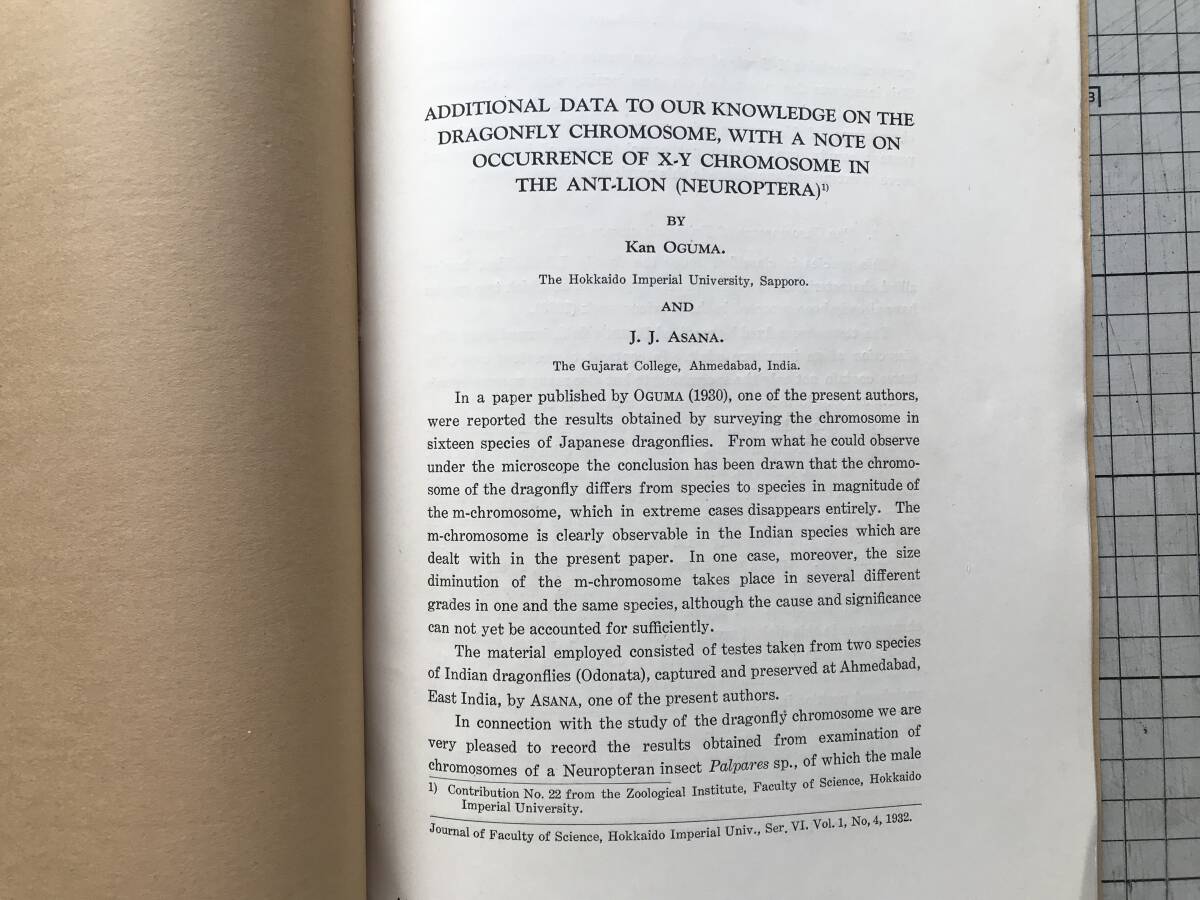 ADDITIONAL DATA TO OUR KNOWLEDGE ON THE
DRAGONFLY CHROMOSOME, WITH A NOTE ON
OCCURRENCE OF X-Y CHROMOSOME IN
THE ANT-LION (NEUROPTERA)¹⁾
BY
Kan OGUMA.
The Hokkaido Imperial University, Sapporo.
AND
J. J. ASANA.
The Gujarat College, Ahmedabad, India.
In a paper published by OGUMA (1930), one of the present authors,
were reported the results obtained by surveying the chromosome in
sixteen species of Japanese dragonflies. From what he could observe
under the microscope the conclusion has been drawn that the chromo-
some of the dragonfly differs from species to species in magnitude of
the m-chromosome, which in extreme cases disappears entirely. The
m-chromosome is clearly observable in the Indian species which are
dealt with in the present paper. In one case, moreover, the size
diminution of the m-chromosome takes place in several different
grades in one and the same species, although the cause and significance
can not yet be accounted for sufficiently.
The material employed consisted of testes taken from two species
of Indian dragonflies (Odonata), captured and preserved at Ahmedabad,
East India, by ASANA, one of the present authors.
In connection with the study of the dragonfly chromosome we are
very pleased to record the results obtained from examination of
chromosomes of a Neuropteran insect Palpares sp., of which the male
1) Contribution No. 22 from the Zoological Institute, Faculty of Science, Hokkaido
Imperial University.
Journal of Faculty of Science, Hokkaido Imperial Univ., Ser. VI. Vol. 1, No, 4, 1932.